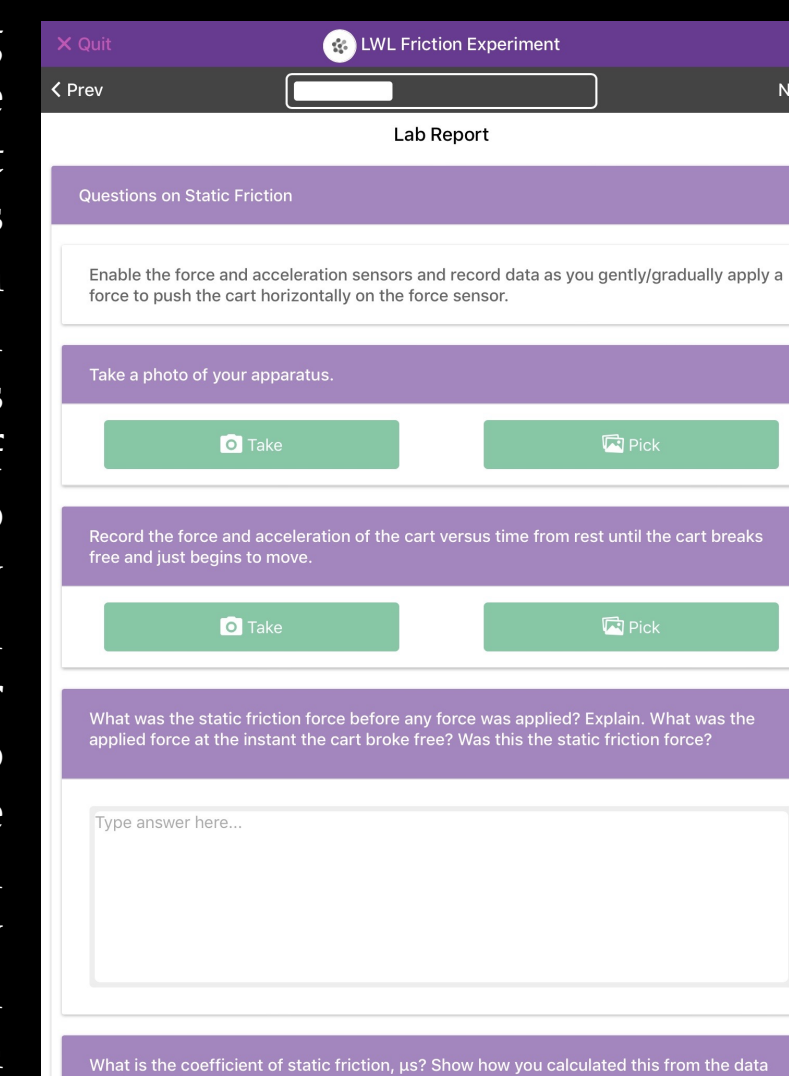 Quit
LWL Friction Experiment
Prev
N
Lab Report
Questions on Static Friction
Enable the force and acceleration sensors and record data as you gently/gradually apply a
force to push the cart horizontally on the force sensor.
Take a photo of your apparatus.
Take
Pick
Record the force and acceleration of the cart versus time from rest until the cart breaks
free and just begins to move.
Take
Pick
What was the static friction force before any force was applied? Explain. What was the
applied force at the instant the cart broke free? Was this the static friction force?
Type answer here...
What is the coefficient of static friction, μs? Show how you calculated this from the data